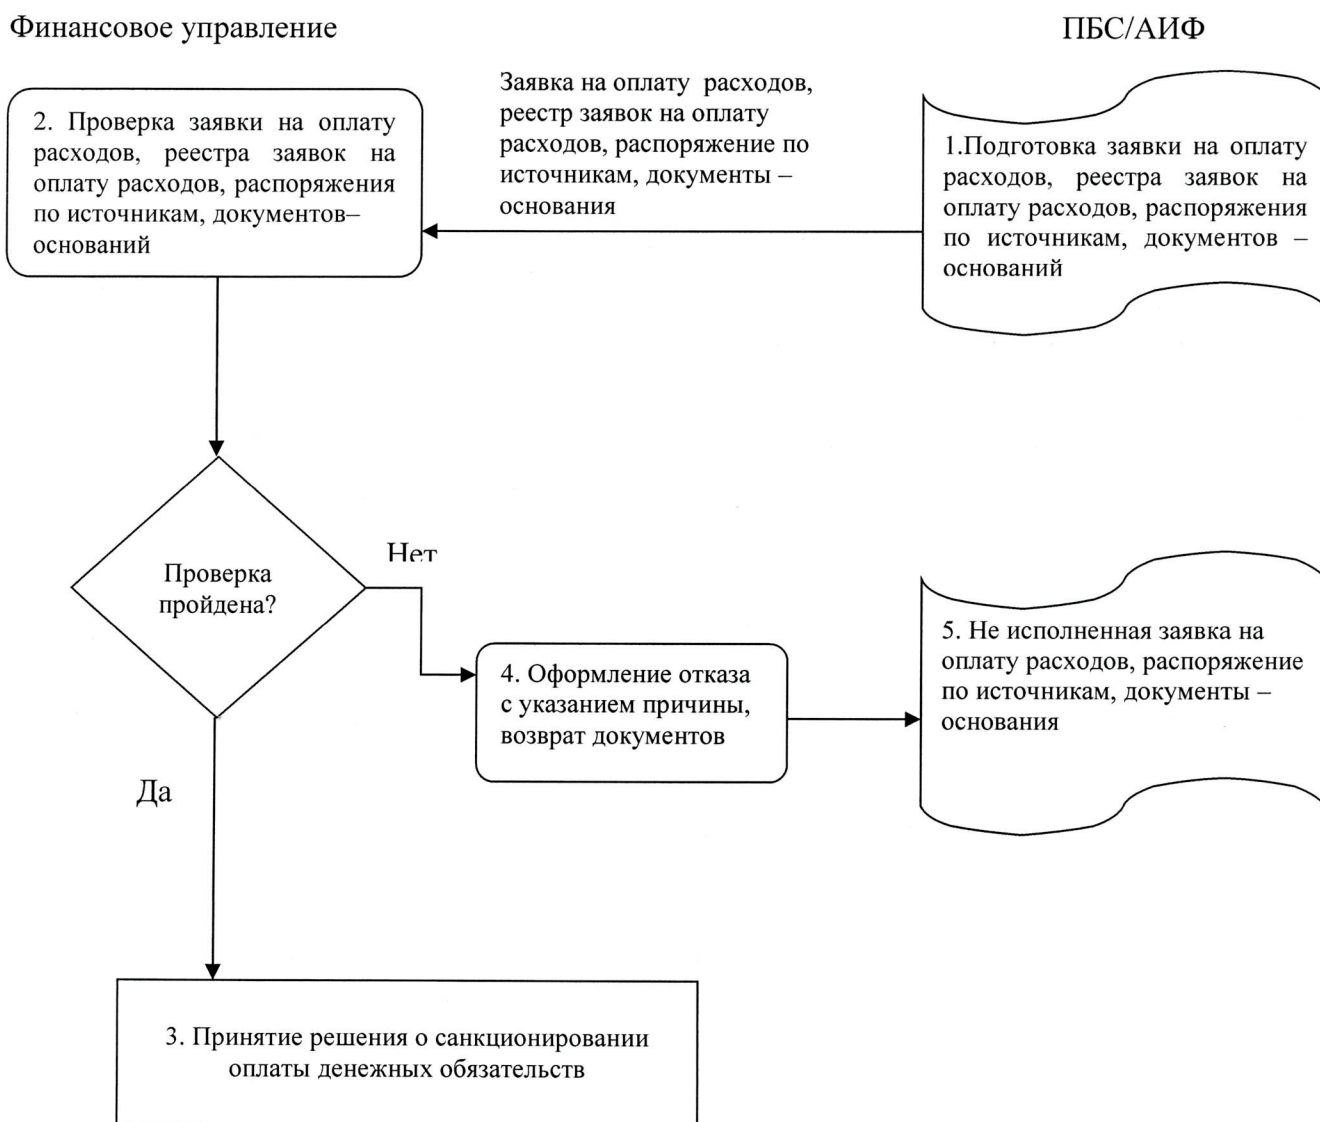 Финансовое управление
ПБС/АИФ
2. Проверка заявки на оплату
расходов, реестра заявок на
оплату расходов, распоряжения
по источникам, документов–
оснований
Заявка на оплату расходов,
реестр заявок на оплату
расходов, распоряжение по
источникам, документы –
основания
1.Подготовка заявки на оплату
расходов, реестра заявок на
оплату расходов, распоряжения
по источникам, документов –
оснований
Проверка
пройдена?
Нет
4. Оформление отказа
с указанием причины,
возврат документов
5. Не исполненная заявка на
оплату расходов, распоряжение
по источникам, документы –
основания
Да
3. Принятие решения о санкционировании
оплаты денежных обязательств